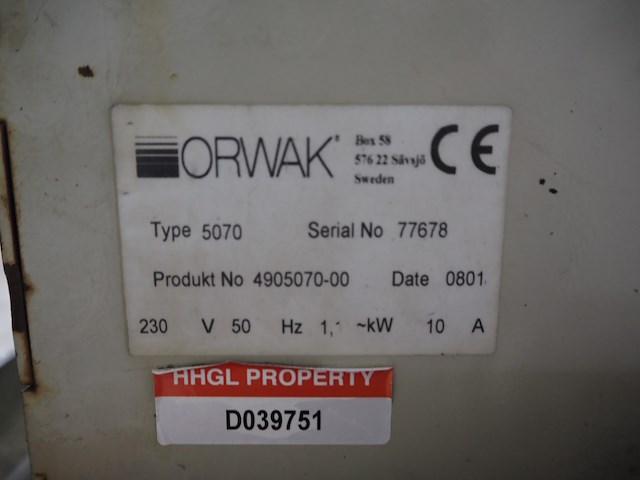 ORWAK®
Box 58
576 22 Sävsjö
Sweden
CE
Type 5070 Serial No 77678
Produkt No 4905070-00 Date 0801
230 V 50 Hz ~kW 10 A
HHGL PROPERTY
D039751